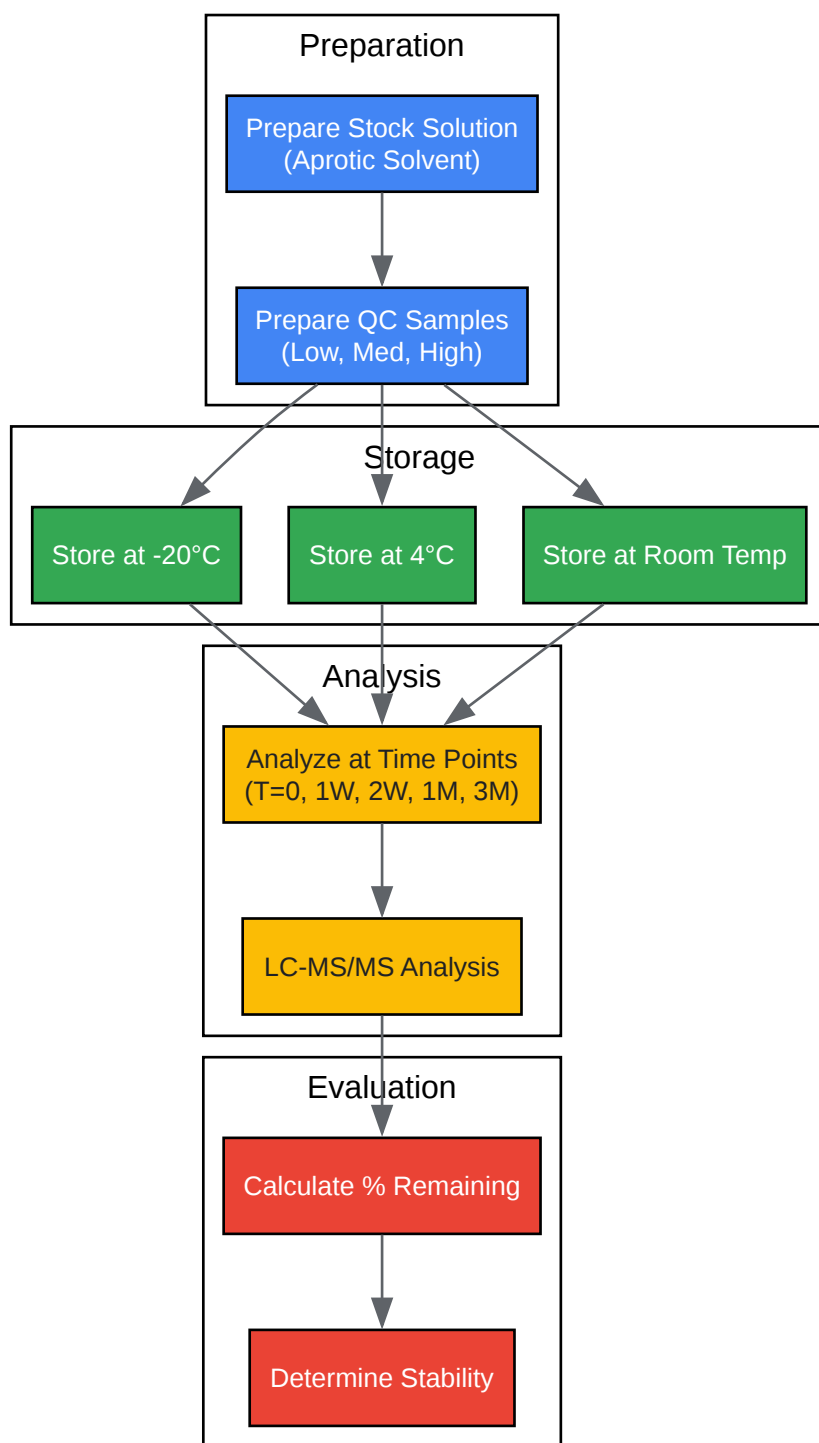 Preparation
Prepare Stock Solution
(Aprotic Solvent)
Prepare QC Samples
(Low, Med, High)
Storage
Store at -20°C
Store at 4°C
Store at Room Temp
Analysis
Analyze at Time Points
(T=0, 1W, 2W, 1M, 3M)
LC-MS/MS Analysis
Evaluation
Calculate % Remaining
Determine Stability